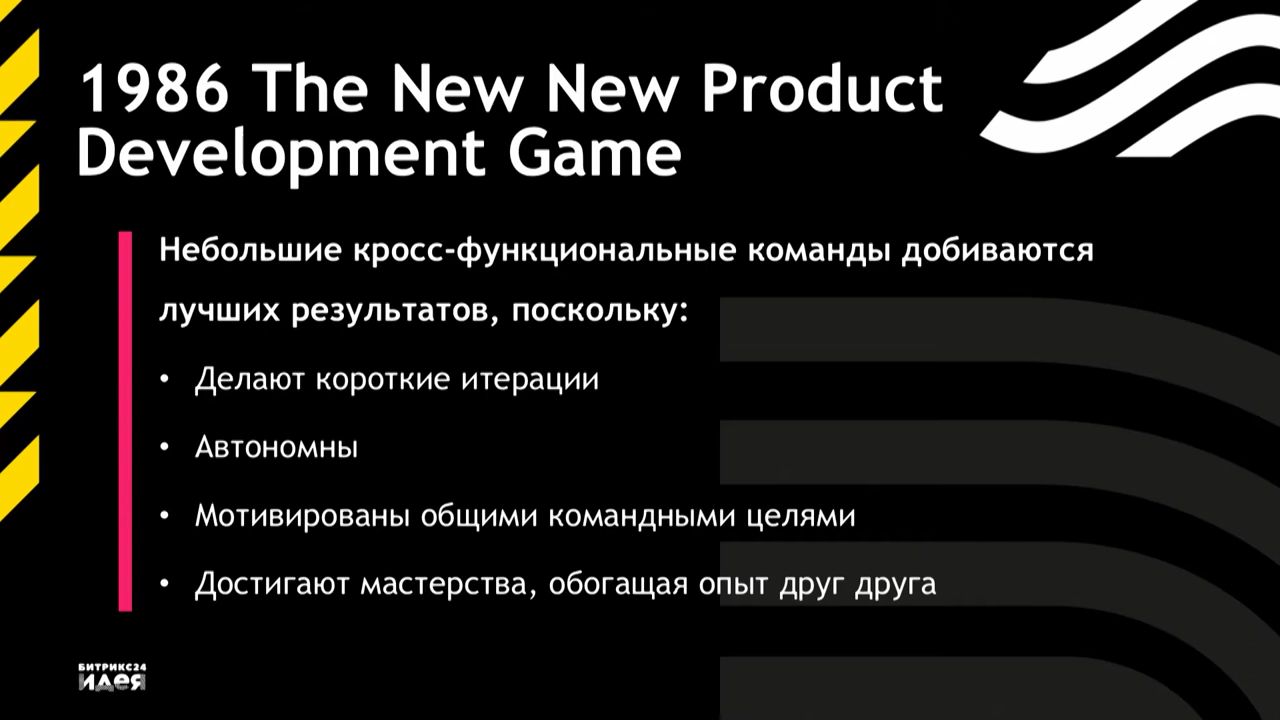 1986 The New New Product
Development Game
Небольшие кросс-функциональные команды добиваются
лучших результатов, поскольку:
• Делают короткие итерации
• Автономны
• Мотивированы общими командными целями
• Достигают мастерства, обогащая опыт друг друга
БИТРИКС24
идея